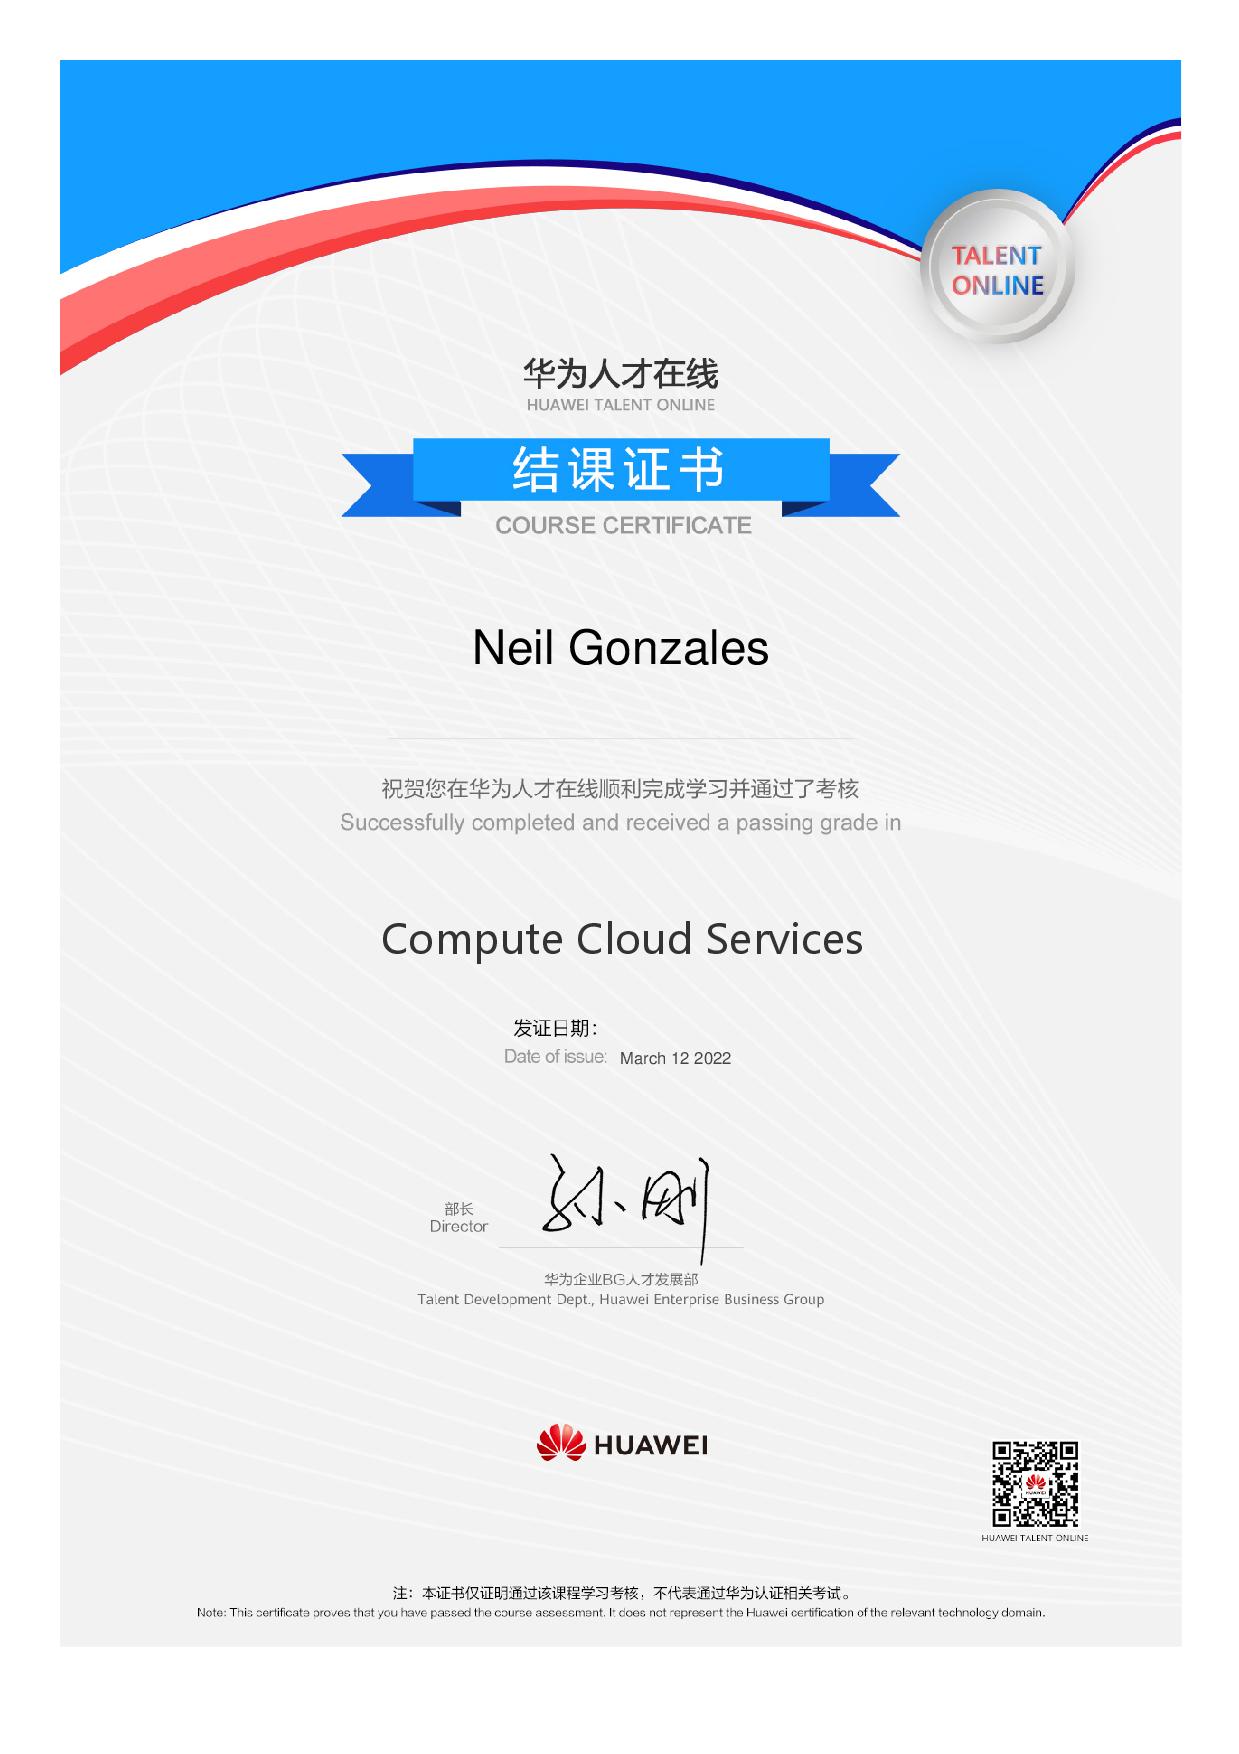 TALENT
ONLINE
华为人才在线
HUAWEI TALENT ONLINE
结课证书
COURSE CERTIFICATE
Neil Gonzales
祝贺您在华为人才在线顺利完成学习并通过了考核
Successfully completed and received a passing grade in
Compute Cloud Services
发证日期：
Date of issue: March 12 2022
孙刚
部长
Director
华为企业BG人才发展部
Talent Development Dept., Huawei Enterprise Business Group
HUAWEI
HUAWEI
HUAWEI TALENT ONLINE
注：本证书仅证明通过该课程学习考核，不代表通过华为认证相关考试。
Note: This certificate proves that you have passed the course assessment. It does not represent the Huawei certification of the relevant technology domain.